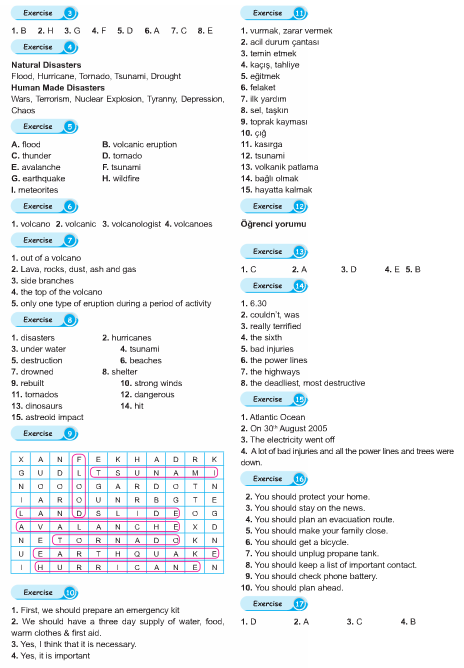 Exercise 3
1. B 2. H 3. G 4. F 5. D 6. A 7. C 8. E
Exercise 4
Natural Disasters
Flood, Hurricane, Tornado, Tsunami, Drought
Human Made Disasters
Wars, Terrorism, Nuclear Explosion, Tyranny, Depression,
Chaos
Exercise 5
A. flood B. volcanic eruption
C. thunder D. tornado
E. avalanche F. tsunami
G. earthquake H. wildfire
I. meteorites
Exercise 6
1. volcano 2. volcanic 3. volcanologist 4. volcanoes
Exercise 7
1. out of a volcano
2. Lava, rocks, dust, ash and gas
3. side branches
4. the top of the volcano
5. only one type of eruption during a period of activity
Exercise 8
1. disasters 2. hurricanes
3. under water 4. tsunami
5. destruction 6. beaches
7. drowned 8. shelter
9. rebuilt 10. strong winds
11. tornados 12. dangerous
13. dinosaurs 14. hit
15. astreoid impact
Exercise 9
X A N F E K H A D R K
G U D L T S U N A M I
N O O O G A R D O T N
I A R O U N R B G T E
L A N D S L I D E O G
A V A L A N C H E X D
N E T O R N A D O K N
U E A R T H Q U A K E
I H U R R I C A N E N
Exercise 10
1. First, we should prepare an emergency kit
2. We should have a three day supply of water, food,
warm clothes & first aid.
3. Yes, I think that it is necessary.
4. Yes, it is important
Exercise 11
1. vurmak, zarar vermek
2. acil durum çantası
3. temin etmek
4. kaçış, tahliye
5. eğitmek
6. felaket
7. ilk yardım
8. sel, taşkın
9. toprak kayması
10. çığ
11. kasırga
12. tsunami
13. volkanik patlama
14. bağlı olmak
15. hayatta kalmak
Exercise 12
Öğrenci yorumu
Exercise 13
1. C 2. A 3. D 4. E 5. B
Exercise 14
1. 6.30
2. couldn't, was
3. really terrified
4. the sixth
5. bad injuries
6. the power lines
7. the highways
8. the deadliest, most destructive
Exercise 15
1. Atlantic Ocean
2. On 30th August 2005
3. The electricity went off
4. A lot of bad injuries and all the power lines and trees were
down.
Exercise 16
2. You should protect your home.
3. You should stay on the news.
4. You should plan an evacuation route.
5. You should make your family close.
6. You should get a bicycle.
7. You should unplug propane tank.
8. You should keep a list of important contact.
9. You should check phone battery.
10. You should plan ahead.
Exercise 17
1. D 2. A 3. C 4. B